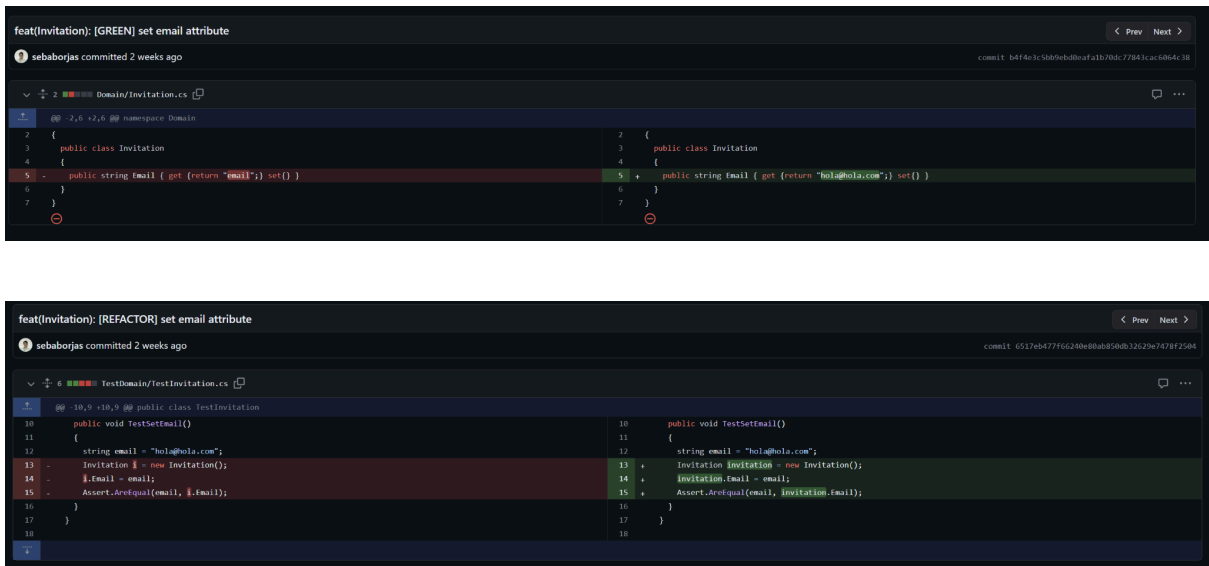 feat(Invitation): [GREEN] set email attribute
Prev Next
sebaborjas committed 2 weeks ago
commit b4f4e3c5bb9ebd0eafa1b70dc77843cac6064c38
2 Domain/Invitation.cs
@@ -2,6 +2,6 @@ namespace Domain
2 { 2 {
3 public class Invitation 3 public class Invitation
4 { 4 {
5 - public string Email { get {return "email";} set{} } 5 + public string Email { get {return "hola@hola.com";} set{} }
6 } 6 }
7 } 7 }
feat(Invitation): [REFACTOR] set email attribute
Prev Next
sebaborjas committed 2 weeks ago
commit 6517eb477f66240e80ab850db32629e7478f2504
6 TestDomain/TestInvitation.cs
@@ -10,9 +10,9 @@ public class TestInvitation
10 public void TestSetEmail() 10 public void TestSetEmail()
11 { 11 {
12 string email = "hola@hola.com"; 12 string email = "hola@hola.com";
13 - Invitation i = new Invitation(); 13 + Invitation invitation = new Invitation();
14 - i.Email = email; 14 + invitation.Email = email;
15 - Assert.AreEqual(email, i.Email); 15 + Assert.AreEqual(email, invitation.Email);
16 } 16 }
17 } 17 }
18 18